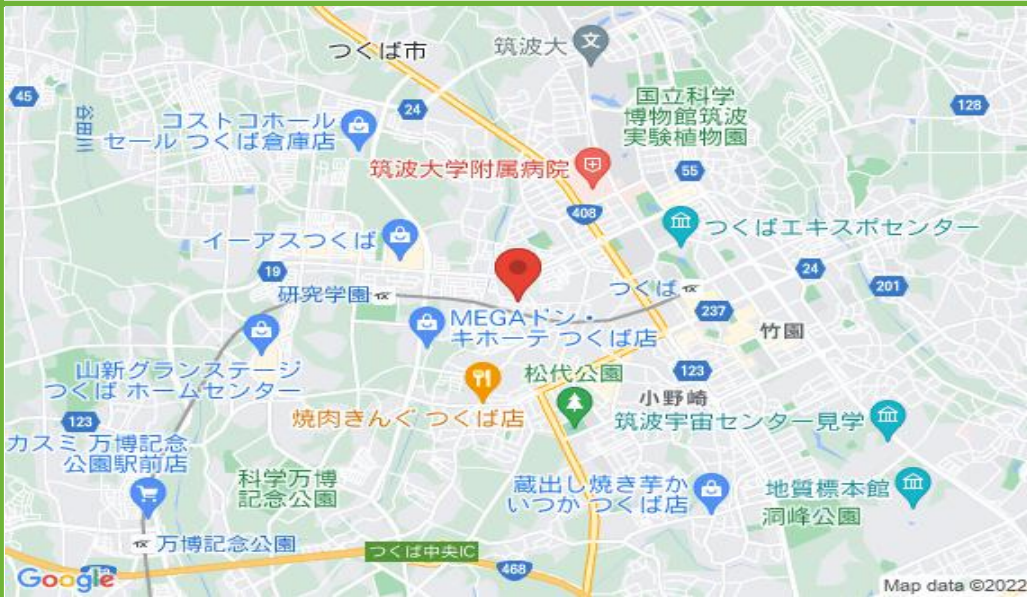 つくば市
筑波大
45
谷田川
24
コストコホール
セール つくば倉庫店
国立科学
博物館筑波
実験植物園
128
筑波大学附属病院
55
408
つくばエキスポセンター
イーアスつくば
19
研究学園
つくば
24
201
237
MEGAドン・
キホーテ つくば店
竹園
山新グランステージ
つくば ホームセンター
松代公園
123
小野崎
焼肉きんぐ つくば店
筑波宇宙センター見学
123
カスミ 万博記念
公園駅前店
科学万博
記念公園
蔵出し焼き芋か
いつか つくば店
地質標本館
洞峰公園
万博記念公園
つくば中央IC
468
Google
Map data ©2022